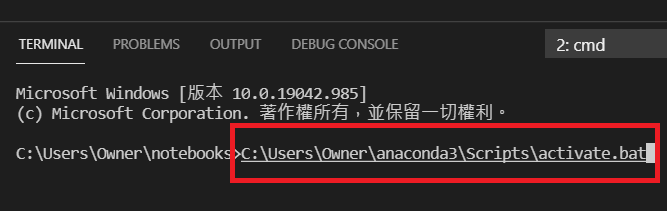 TERMINAL PROBLEMS OUTPUT DEBUG CONSOLE 2: cmd
Microsoft Windows [版本 10.0.19042.985]
(c) Microsoft Corporation. 著作權所有，並保留一切權利。
C:\Users\Owner\notebooks>C:\Users\Owner\anaconda3\Scripts\activate.bat